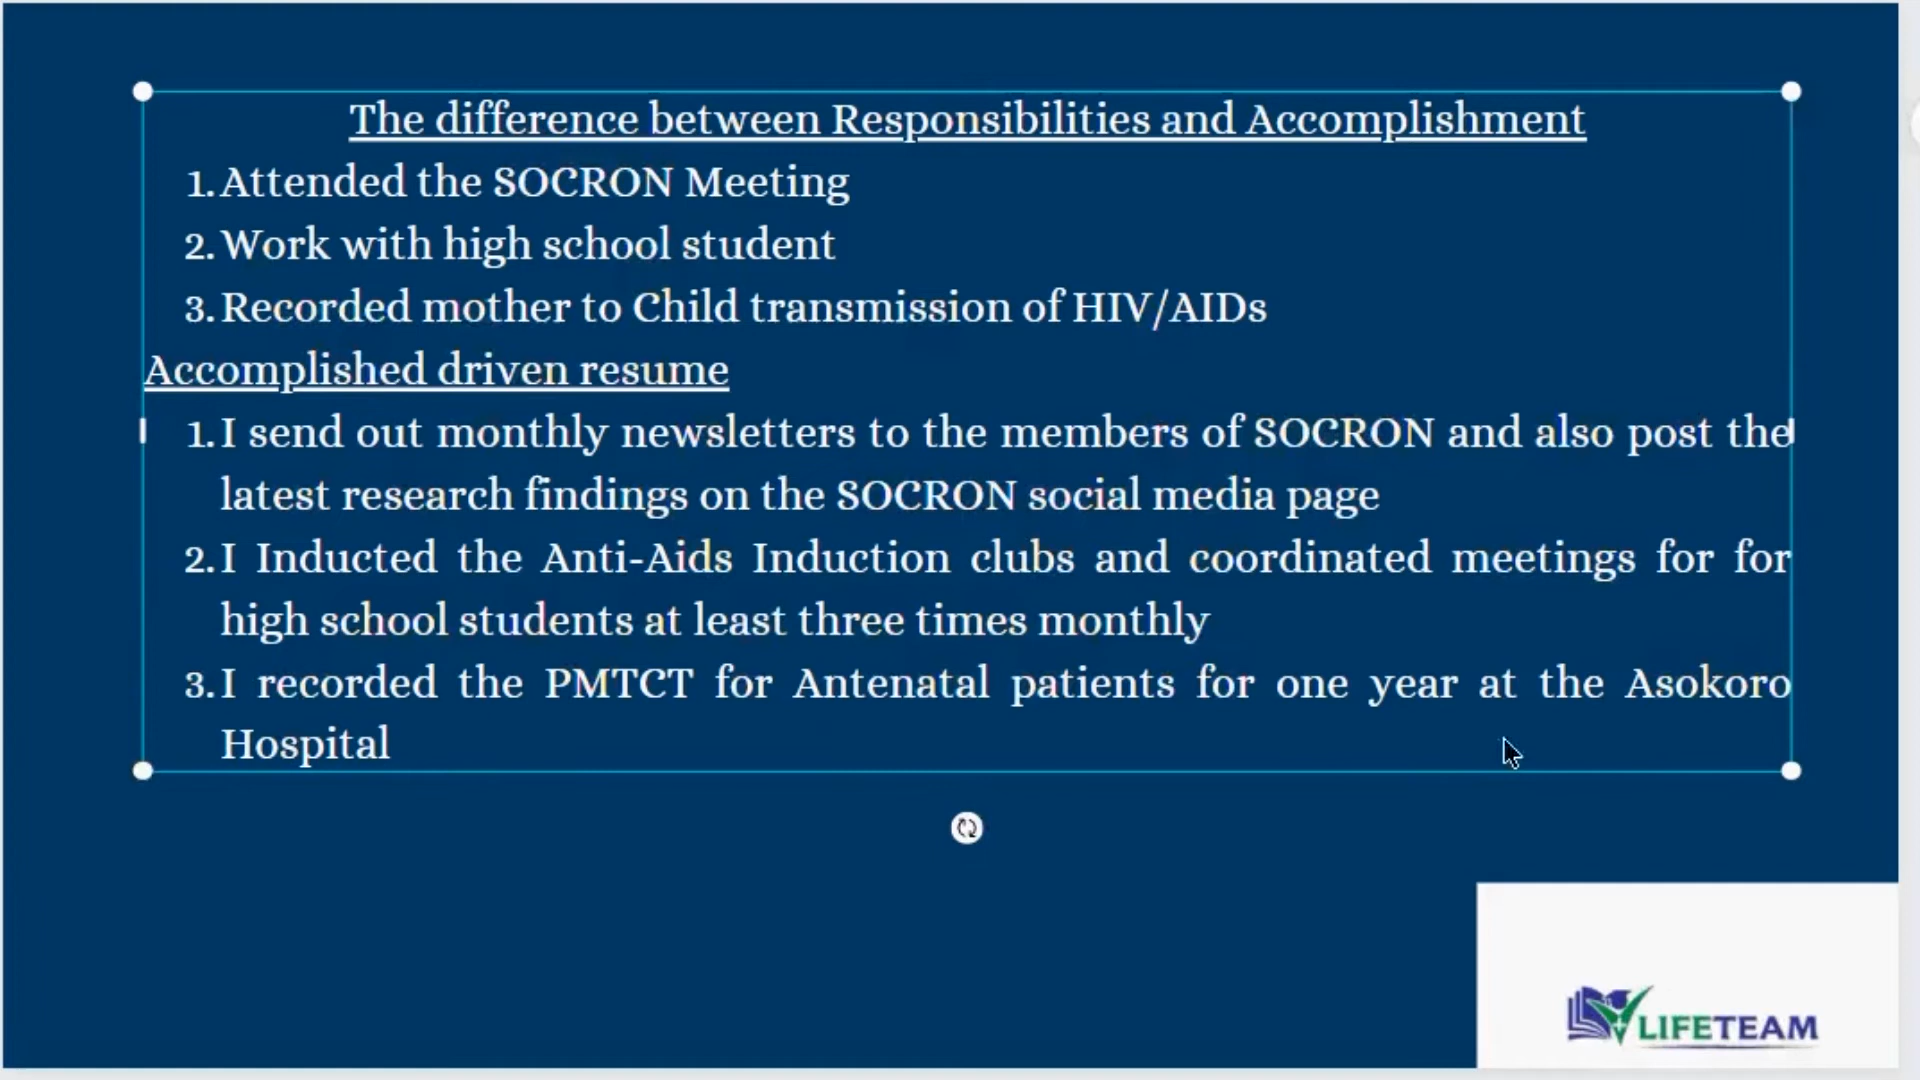 The difference between Responsibilities and Accomplishment
1. Attended the SOCRON Meeting
2. Work with high school student
3. Recorded mother to Child transmission of HIV/AIDs
Accomplished driven resume
1. I send out monthly newsletters to the members of SOCRON and also post the
latest research findings on the SOCRON social media page
2. I Inducted the Anti-Aids Induction clubs and coordinated meetings for for
high school students at least three times monthly
3. I recorded the PMTCT for Antenatal patients for one year at the Asokoro
Hospital
LIFETEAM